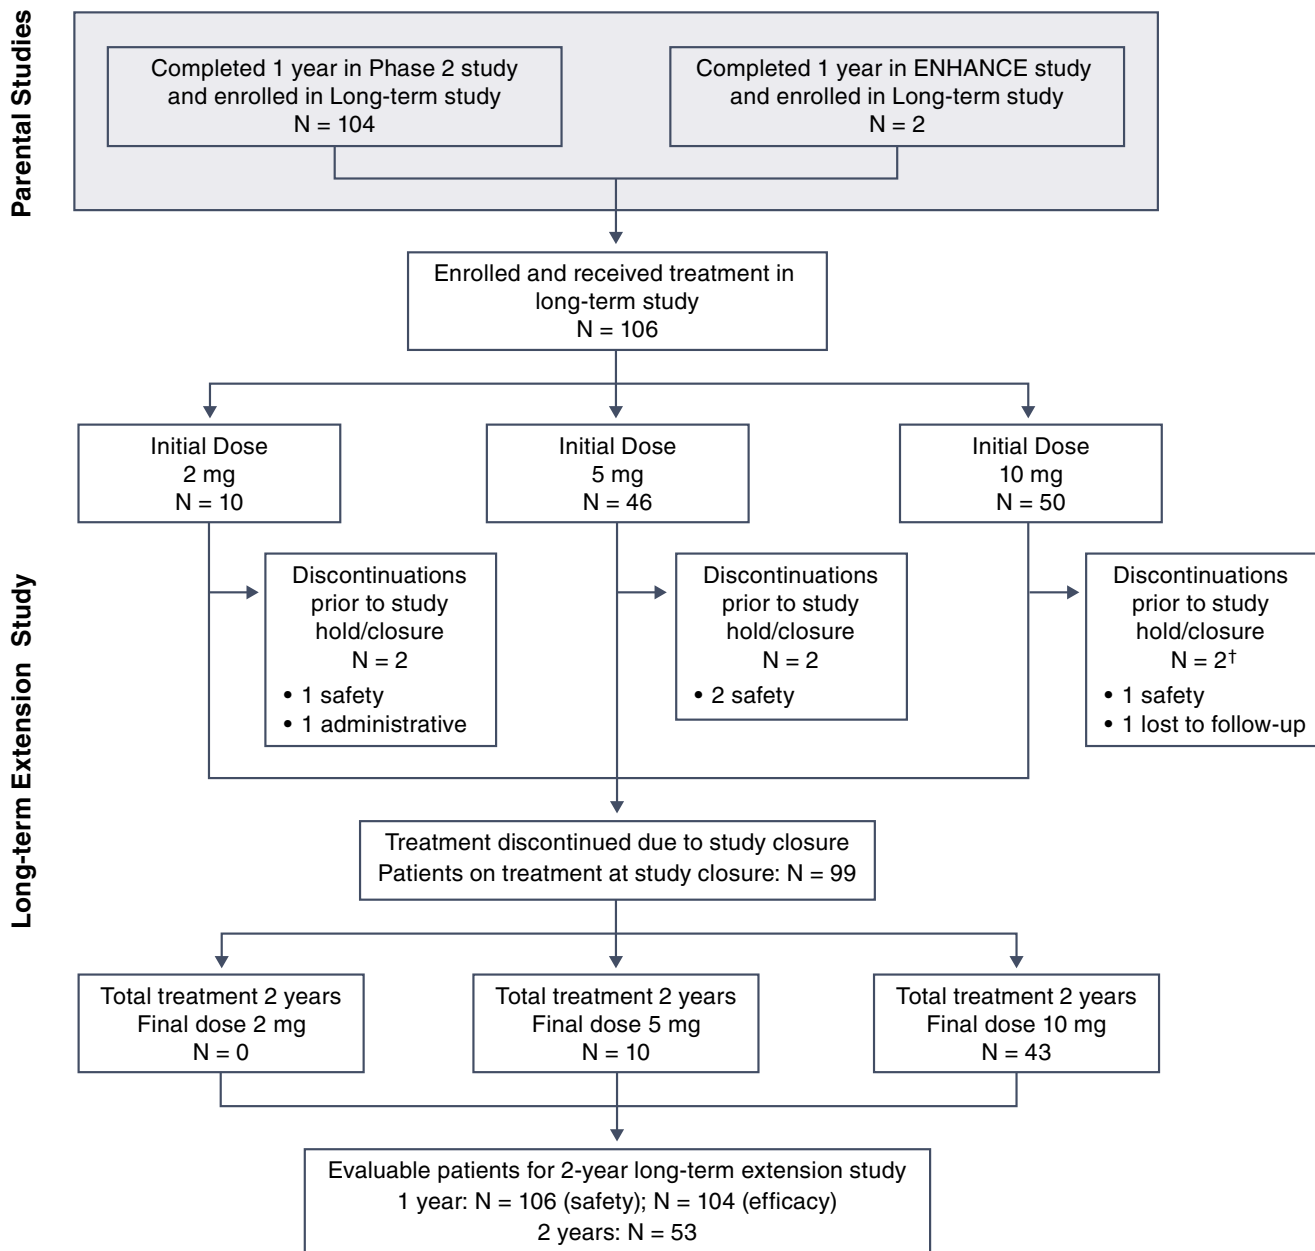 Parental Studies
Completed 1 year in Phase 2 study
and enrolled in Long-term study
N = 104
Completed 1 year in ENHANCE study
and enrolled in Long-term study
N = 2
Enrolled and received treatment in
long-term study
N = 106
Long-term Extension Study
Initial Dose
2 mg
N = 10
Initial Dose
5 mg
N = 46
Initial Dose
10 mg
N = 50
Discontinuations
prior to study
hold/closure
N = 2
• 1 safety
• 1 administrative
Discontinuations
prior to study
hold/closure
N = 2
• 2 safety
Discontinuations
prior to study
hold/closure
N = 2†
• 1 safety
• 1 lost to follow-up
Treatment discontinued due to study closure
Patients on treatment at study closure: N = 99
Total treatment 2 years
Final dose 2 mg
N = 0
Total treatment 2 years
Final dose 5 mg
N = 10
Total treatment 2 years
Final dose 10 mg
N = 43
Evaluable patients for 2-year long-term extension study
1 year: N = 106 (safety); N = 104 (efficacy)
2 years: N = 53